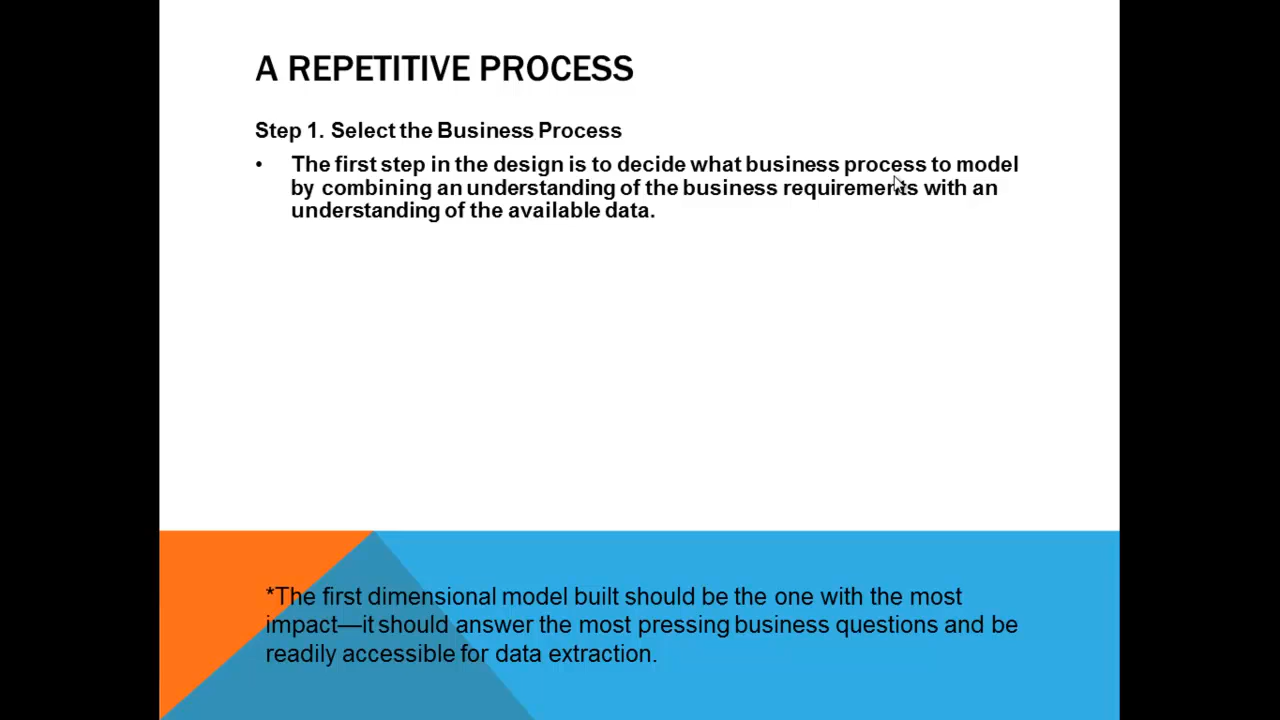 A REPETITIVE PROCESS
Step 1. Select the Business Process
• The first step in the design is to decide what business process to model
by combining an understanding of the business requirements with an
understanding of the available data.
*The first dimensional model built should be the one with the most
impact—it should answer the most pressing business questions and be
readily accessible for data extraction.